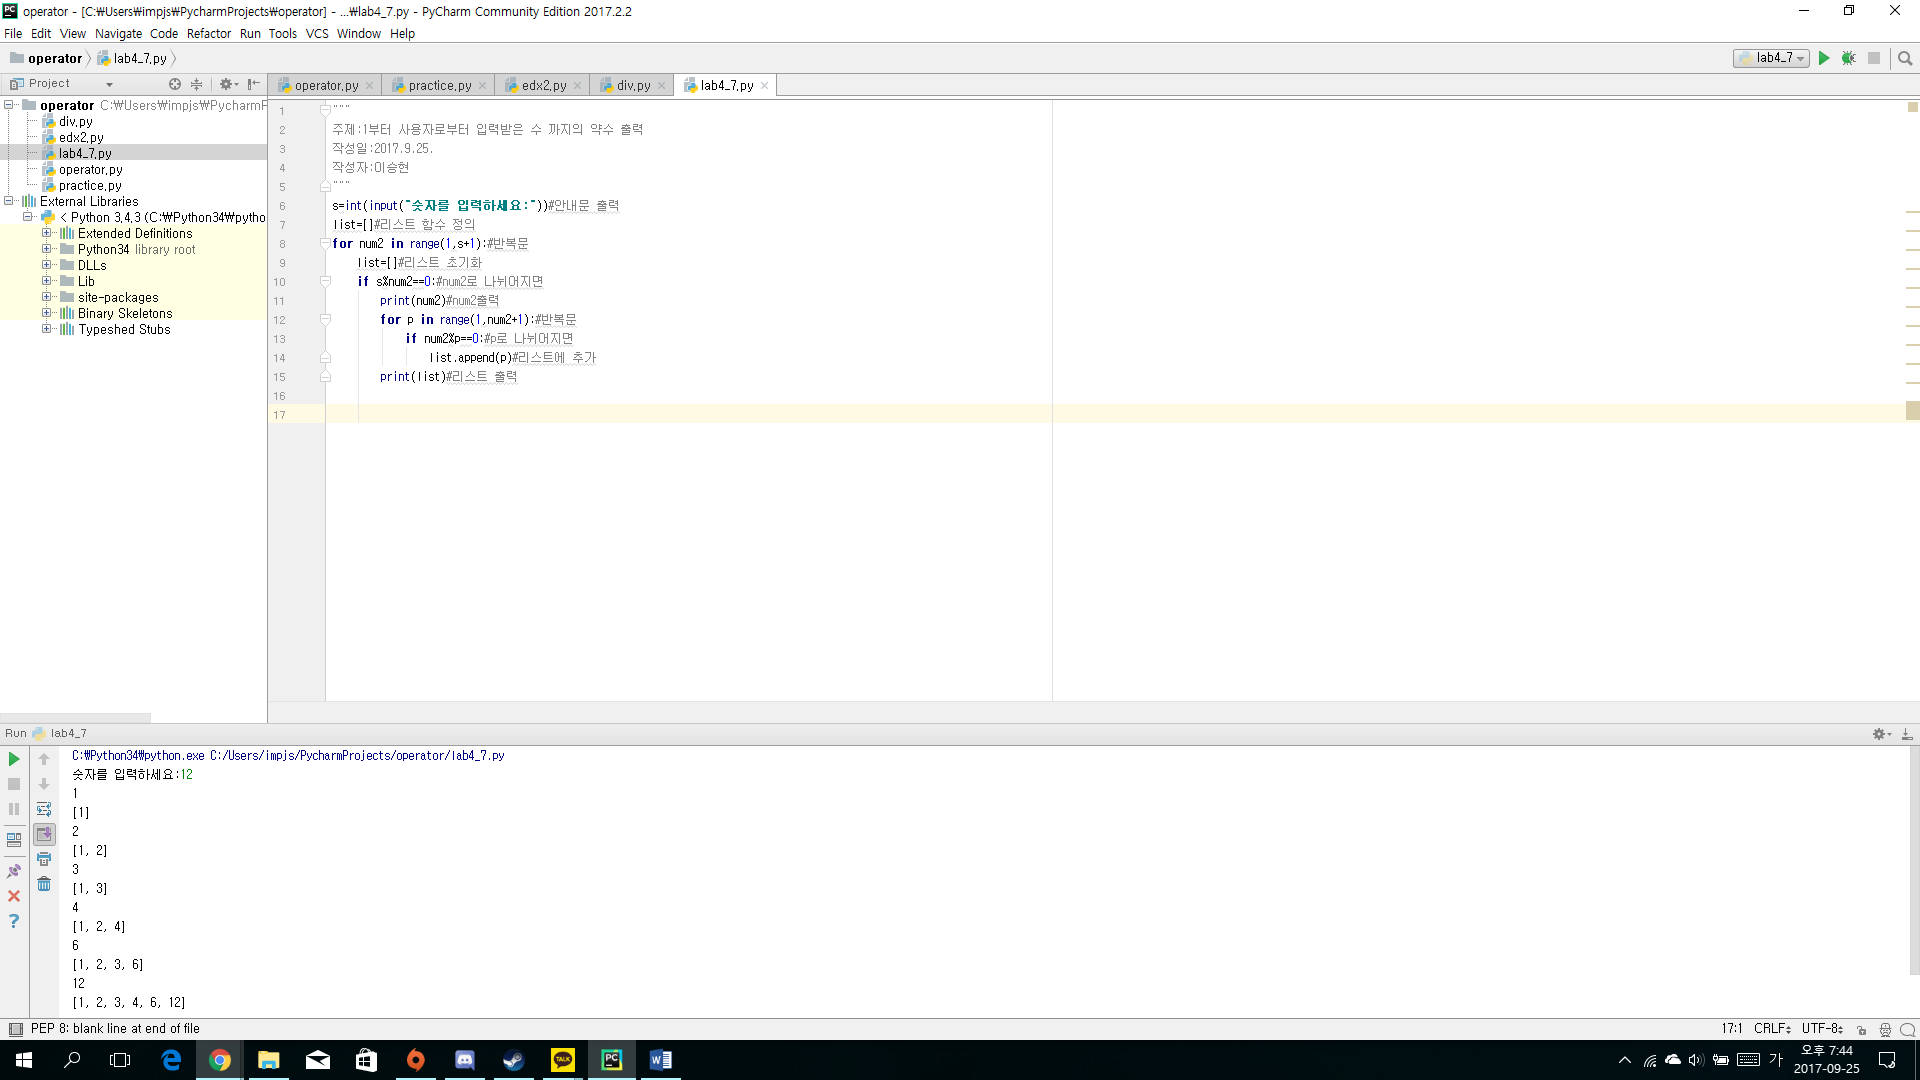 operator - [C:\Users\impjs\PycharmProjects\operator] - ...\lab4_7.py - PyCharm Community Edition 2017.2.2
File Edit View Navigate Code Refactor Run Tools VCS Window Help
operator lab4_7.py lab4_7
Project operator.py practice.py edx2.py div.py lab4_7.py
operator C:\Users\impjs\PycharmP
div.py
edx2.py
lab4_7.py
operator.py
practice.py
External Libraries
< Python 3.4.3 (C:\Python34\pytho
Extended Definitions
Python34 library root
DLLs
Lib
site-packages
Binary Skeletons
Typeshed Stubs
1 """
2 주제:1부터 사용자로부터 입력받은 수 까지의 약수 출력
3 작성일:2017.9.25.
4 작성자:이승현
5 """
6 s=int(input("숫자를 입력하세요:"))#안내문 출력
7 list=[]#리스트 함수 정의
8 for num2 in range(1,s+1):#반복문
9 list=[]#리스트 초기화
10 if s%num2==0:#num2로 나뉘어지면
11 print(num2)#num2출력
12 for p in range(1,num2+1):#반복문
13 if num2%p==0:#p로 나뉘어지면
14 list.append(p)#리스트에 추가
15 print(list)#리스트 출력
16
17
Run lab4_7
C:\Python34\python.exe C:/Users/impjs/PycharmProjects/operator/lab4_7.py
숫자를 입력하세요:12
1
[1]
2
[1, 2]
3
[1, 3]
4
[1, 2, 4]
6
[1, 2, 3, 6]
12
[1, 2, 3, 4, 6, 12]
PEP 8: blank line at end of file 17:1 CRLF UTF-8
가 오후 7:44
2017-09-25